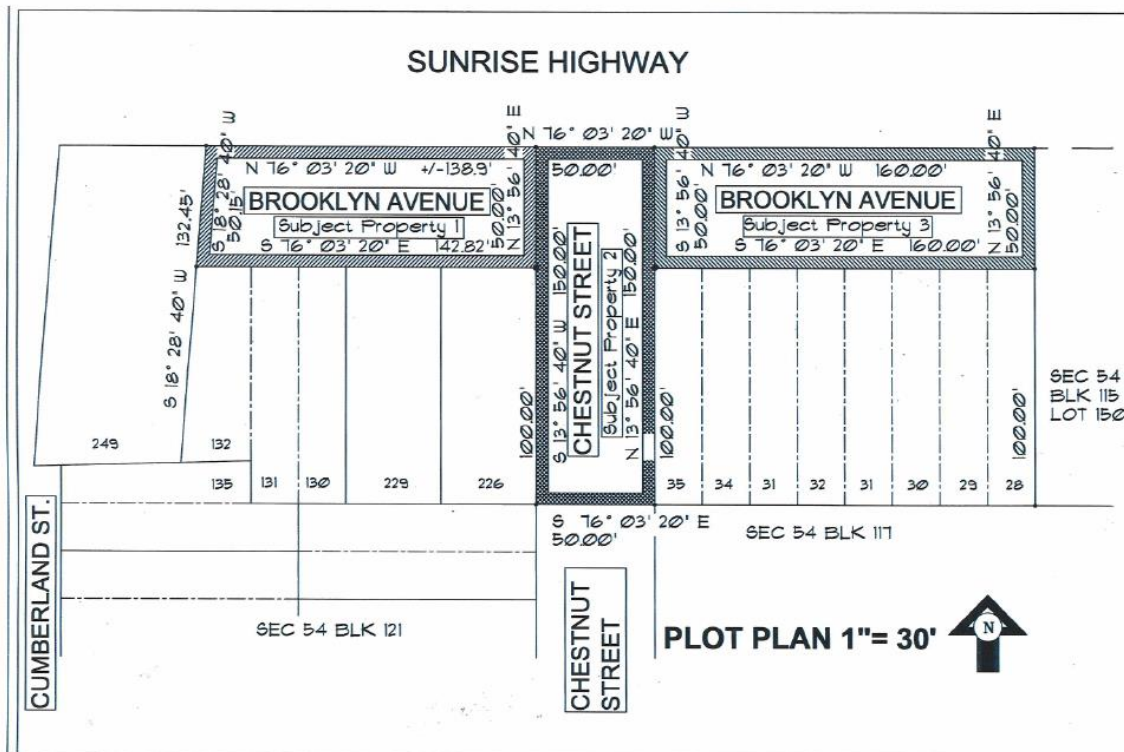 SUNRISE HIGHWAY
N 76° 03' 20" W
N 76° 03' 20" W +/-138.9'
S 18° 28' 40" W
50.15'
BROOKLYN AVENUE
Subject Property 1
S 76° 03' 20" E 142.82'
N 13° 56' 40" E
50.00'
50.00'
N 76° 03' 20" W 160.00'
S 13° 56' 40" W
50.00'
BROOKLYN AVENUE
Subject Property 3
S 76° 03' 20" E 160.00'
N 13° 56' 40" E
50.00'
132.45'
S 18° 28' 40" W
S 13° 56' 40" W 150.00'
CHESTNUT STREET
Subject Property 2
N 13° 56' 40" E 150.00'
100.00'
100.00'
100.00'
SEC 54
BLK 115
LOT 150
249
132
135
131
130
229
226
35
34
31
32
31
30
29
28
S 76° 03' 20" E
50.00'
SEC 54 BLK 117
CUMBERLAND ST.
SEC 54 BLK 121
CHESTNUT
STREET
PLOT PLAN 1"= 30'
N